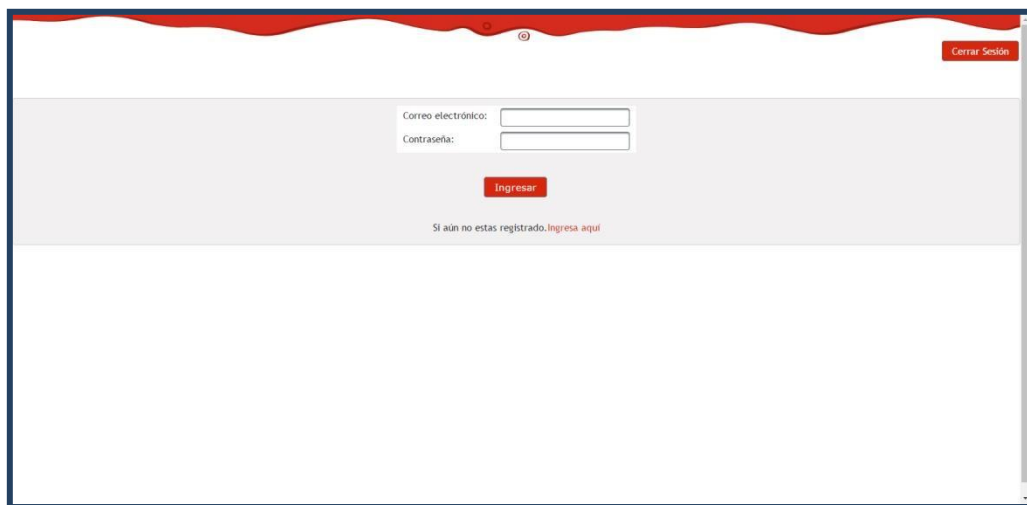 Cerrar Sesión
Correo electrónico:
Contraseña:
Ingresar
Si aún no estas registrado. Ingresa aquí